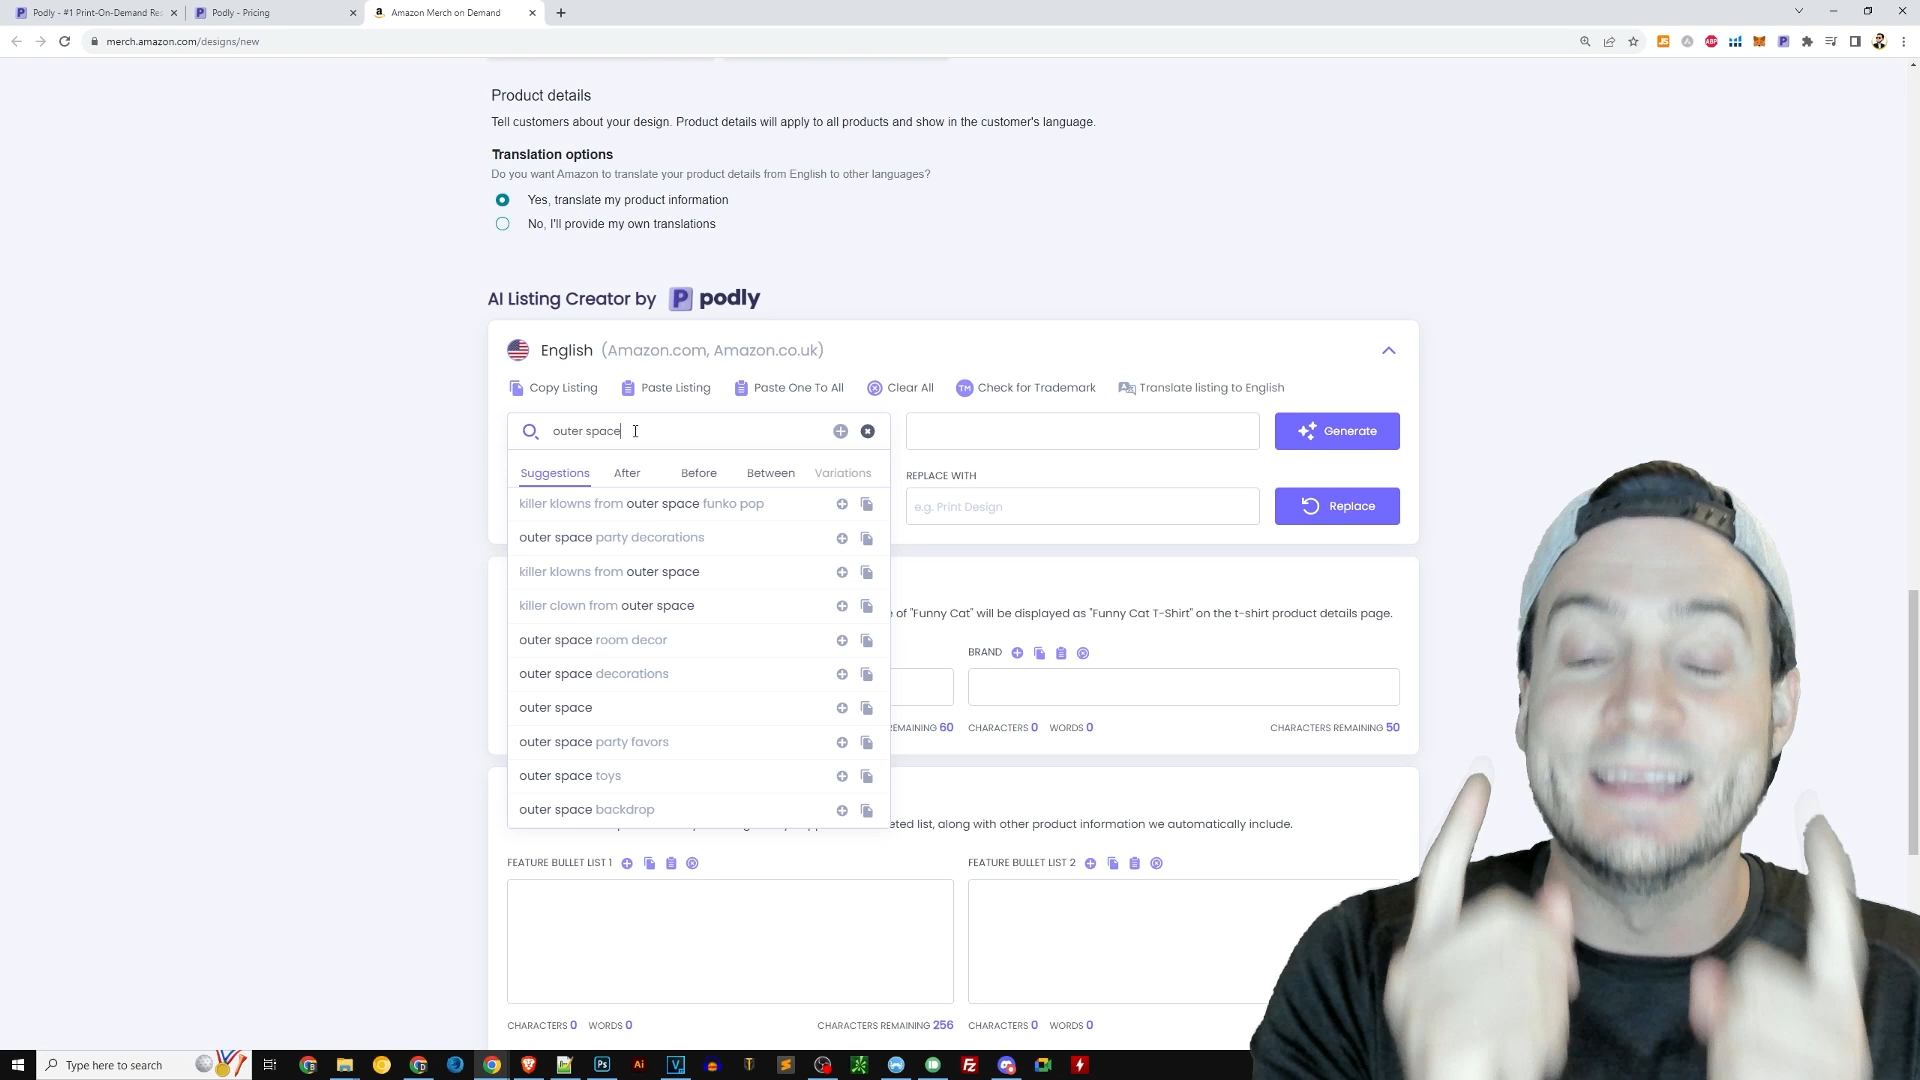 Podly - #1 Print-On-Demand Res
Podly - Pricing
Amazon Merch on Demand
merch.amazon.com/designs/new
Product details
Tell customers about your design. Product details will apply to all products and show in the customer's language.
Translation options
Do you want Amazon to translate your product details from English to other languages?
Yes, translate my product information
No, I'll provide my own translations
AI Listing Creator by P podly
English (Amazon.com, Amazon.co.uk)
Copy Listing Paste Listing Paste One To All Clear All TM Check for Trademark Translate listing to English
outer space
Generate
Suggestions After Before Between Variations
REPLACE WITH
killer klowns from outer space funko pop
e.g. Print Design
Replace
outer space party decorations
killer klowns from outer space
killer clown from outer space
of "Funny Cat" will be displayed as "Funny Cat T-Shirt" on the t-shirt product details page.
outer space room decor
BRAND
outer space decorations
outer space
EMAINING 60 CHARACTERS 0 WORDS 0 CHARACTERS REMAINING 50
outer space party favors
outer space toys
outer space backdrop
eted list, along with other product information we automatically include.
FEATURE BULLET LIST 1
FEATURE BULLET LIST 2
CHARACTERS 0 WORDS 0 CHARACTERS REMAINING 256 CHARACTERS 0 WORDS 0
Type here to search